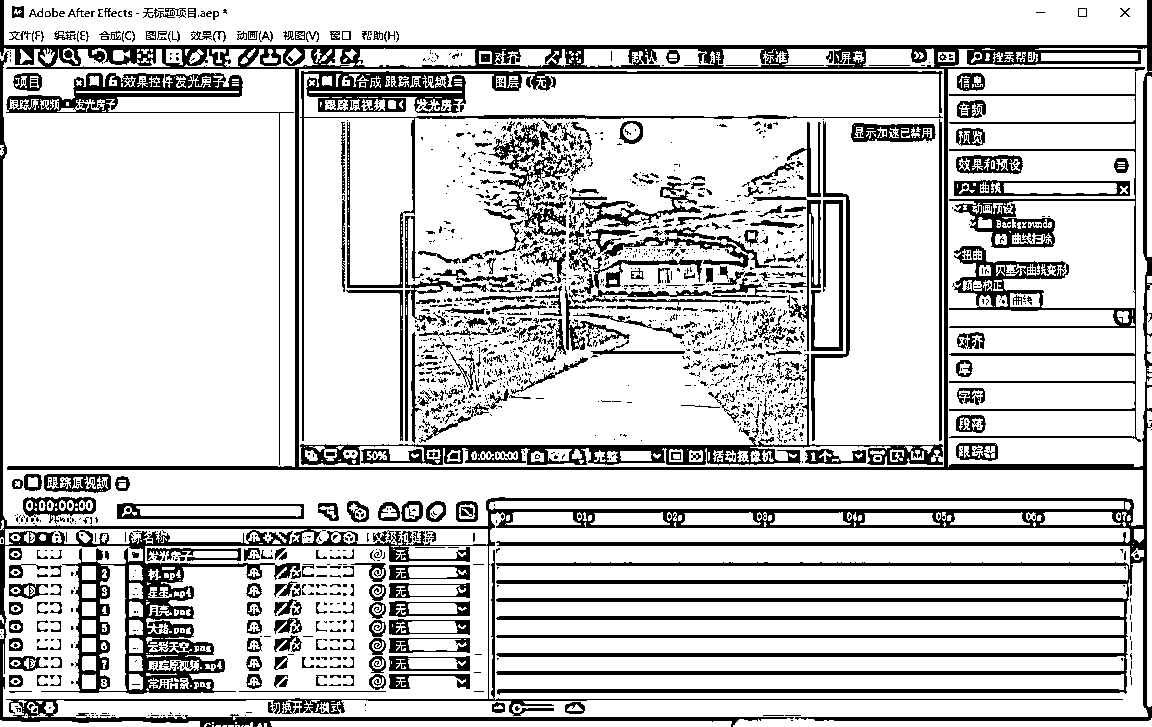 Adobe After Effects - 无标题项目.aep *
文件(F) 编辑(E) 合成(C) 图层(L) 效果(T) 动画(A) 视图(V) 窗口 帮助(H)
对齐 默认 了解 标准 小屏幕 搜索帮助
项目 效果控件发光房子 合成 跟踪原视频1 图层 (无)
跟踪原视频 • 发光房子
跟踪原视频 发光房子
显示加速已禁用
信息
音频
预览
效果和预设
曲线
动画预设
Backgrounds
曲线扫除
扭曲
贝塞尔曲线变形
颜色校正
曲线
对齐
库
字符
段落
跟踪器
50% 0:00:00:00 完整 活动摄像机
跟踪原视频
0:00:00:00
# 源名称 父级和链接
1 发光房子 无
2 树.mp4 无
3 星星.mp4 无
4 月亮.png 无
5 无
6 云彩天空.png 无
7 跟踪原视频.mp4 无
8 常用背景.png 无
01s 02s 03s 04s 05s 06s 07s
切换开关/模式